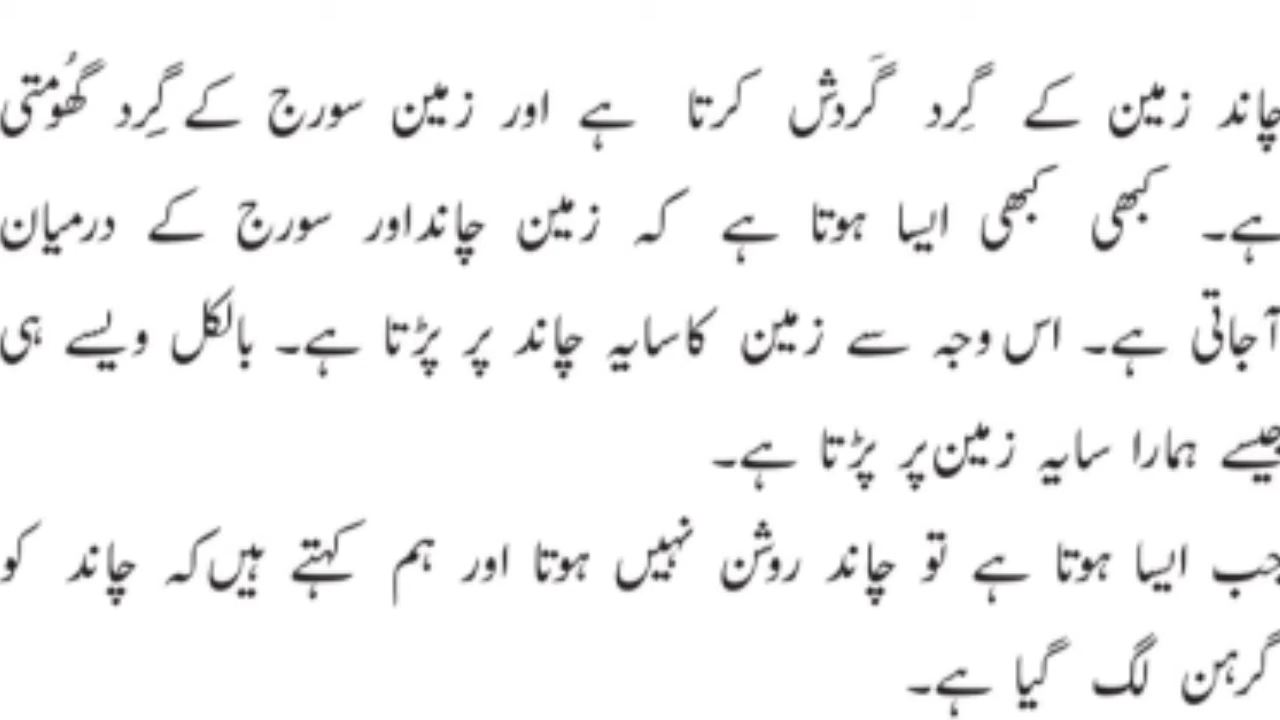 چاند زمین کے گِرد گَردش کرتا ہے اور زمین سورج کے گِرد گھُومتی
ہے۔ کبھی کبھی ایسا ہوتا ہے کہ زمین چانداور سورج کے درمیان
آجاتی ہے۔ اس وجہ سے زمین کاسایہ چاند پر پڑتا ہے۔ بالکل ویسے ہی
جیسے ہمارا سایہ زمین پر پڑتا ہے۔
جب ایسا ہوتا ہے تو چاند روشن نہیں ہوتا اور ہم کہتے ہیں کہ چاند کو
گرہن لگ گیا ہے۔